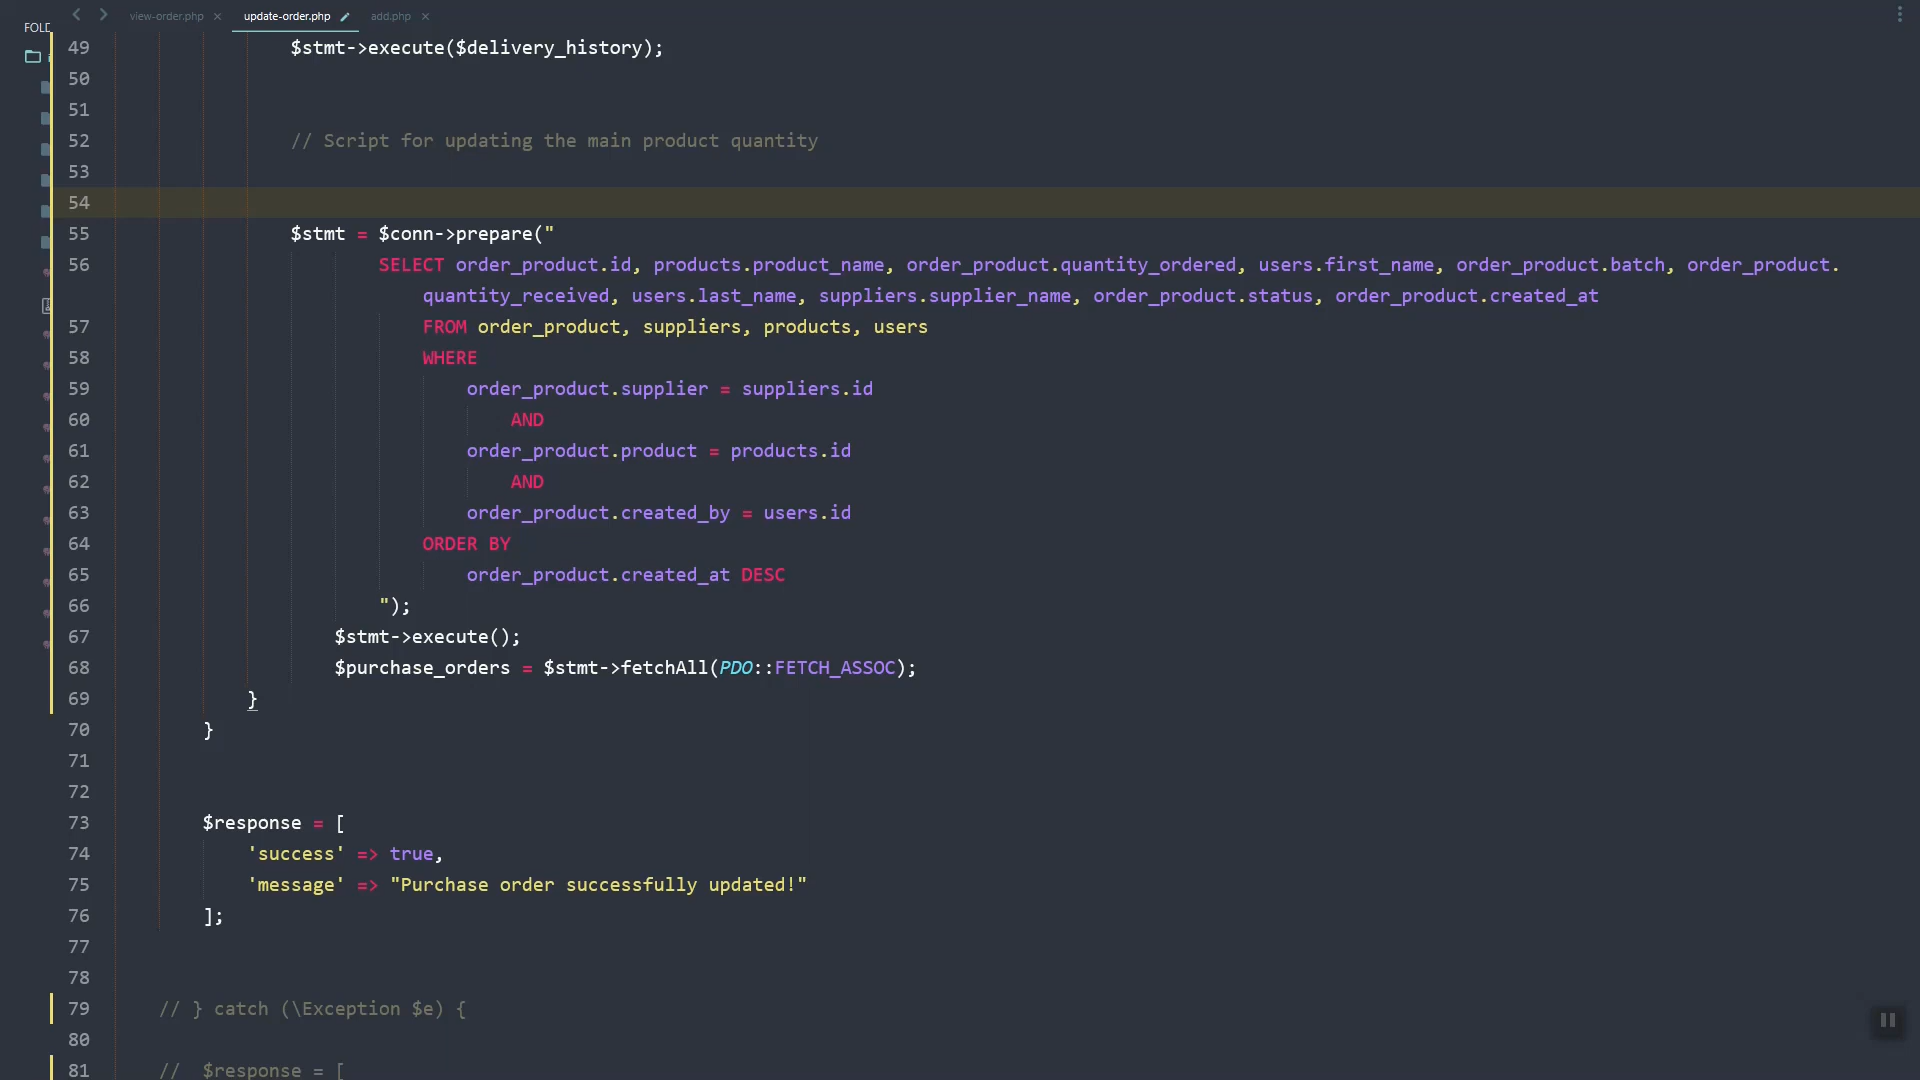 view-order.php × update-order.php add.php ×
FOLD
49 $stmt->execute($delivery_history);
50
51
52 // Script for updating the main product quantity
53
54
55 $stmt = $conn->prepare("
56 SELECT order_product.id, products.product_name, order_product.quantity_ordered, users.first_name, order_product.batch, order_product.
quantity_received, users.last_name, suppliers.supplier_name, order_product.status, order_product.created_at
57 FROM order_product, suppliers, products, users
58 WHERE
59 order_product.supplier = suppliers.id
60 AND
61 order_product.product = products.id
62 AND
63 order_product.created_by = users.id
64 ORDER BY
65 order_product.created_at DESC
66 ");
67 $stmt->execute();
68 $purchase_orders = $stmt->fetchAll(PDO::FETCH_ASSOC);
69 }
70 }
71
72
73 $response = [
74 'success' => true,
75 'message' => "Purchase order successfully updated!"
76 ];
77
78
79 // } catch (\Exception $e) {
80
81 // $response = [